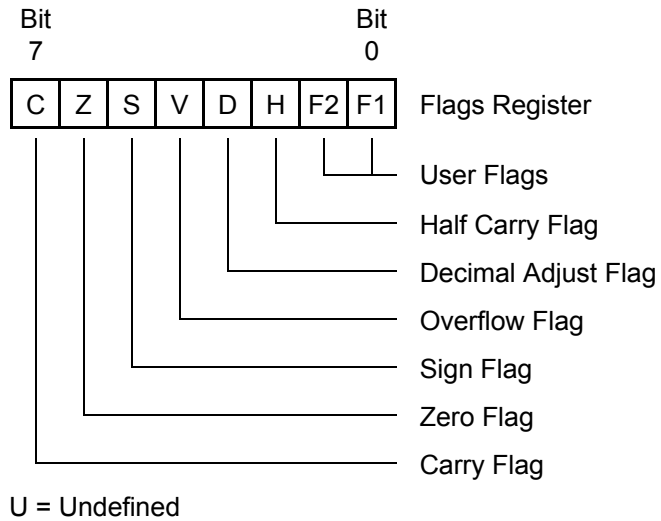 Bit Bit
7 0
C Z S V D H F2 F1 Flags Register
User Flags
Half Carry Flag
Decimal Adjust Flag
Overflow Flag
Sign Flag
Zero Flag
Carry Flag
U = Undefined